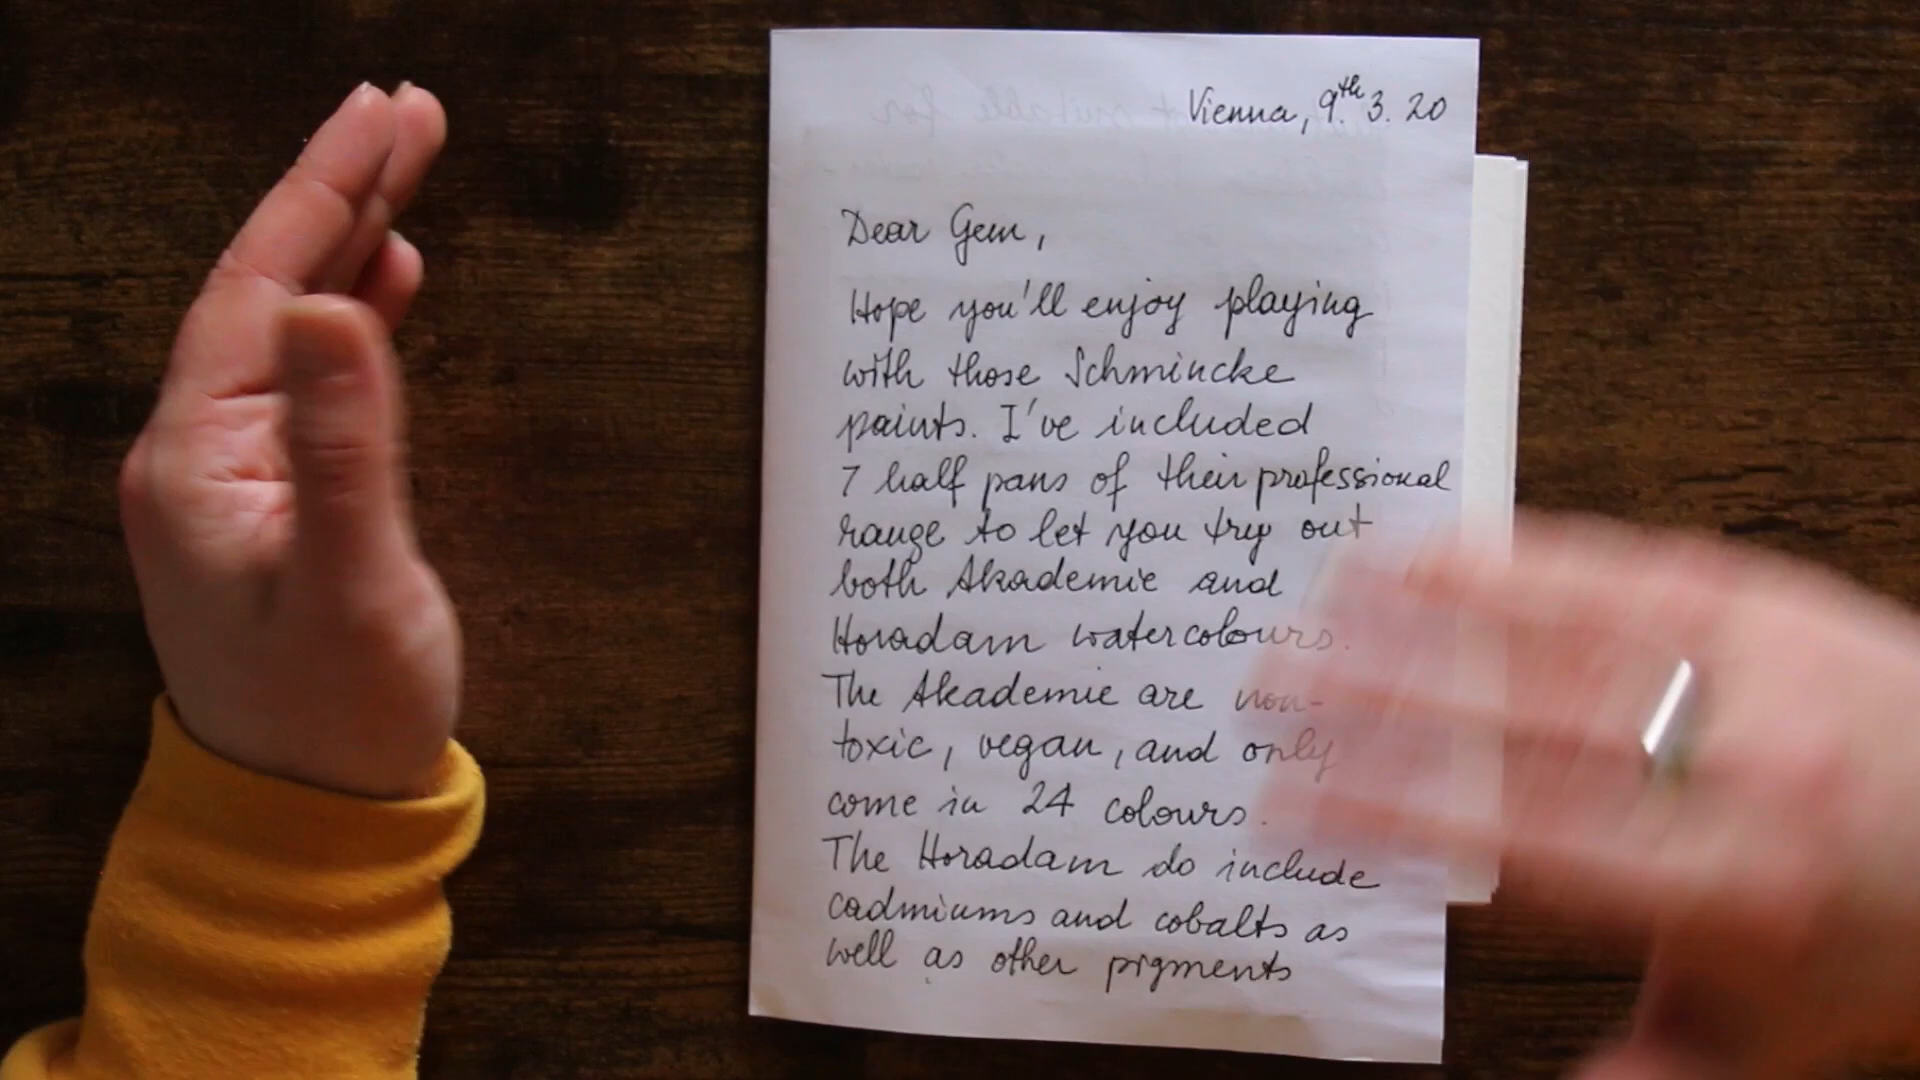 Vienna, 9.th 3. 20
Dear Gem,
Hope you'll enjoy playing
with those Schmincke
paints. I've included
7 half pans of their professional
range to let you try out
both Akademie and
Horadam watercolours.
The Akademie are non-
toxic, vegan, and only
come in 24 colours.
The Horadam do include
cadmiums and cobalts as
well as other pigments